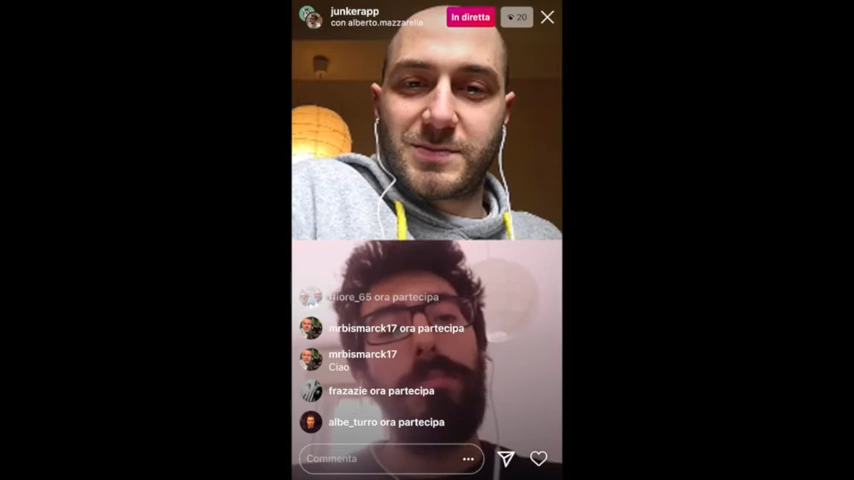 junkerapp
con alberto.mazzarello
In diretta
20
fiore_65 ora partecipa
mrbismarck17 ora partecipa
mrbismarck17
Ciao
frazazie ora partecipa
albe_turro ora partecipa
Commenta